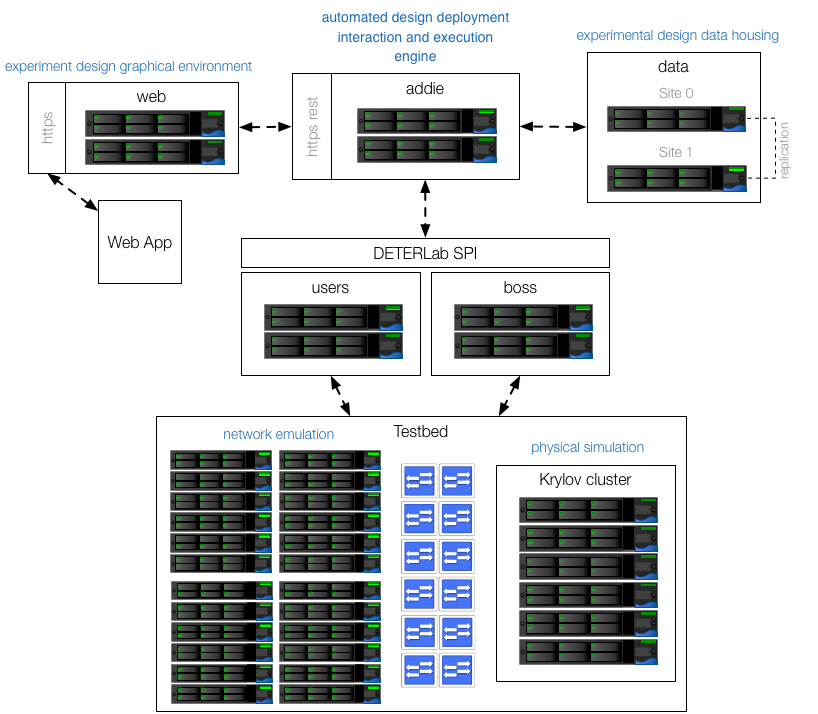 automated design deployment
interaction and execution
engine
experiment design graphical environment
experimental design data housing
web
https
addie
https rest
data
Site 0
Site 1
replication
Web App
DETERLab SPI
users
boss
Testbed
network emulation
physical simulation
Krylov cluster